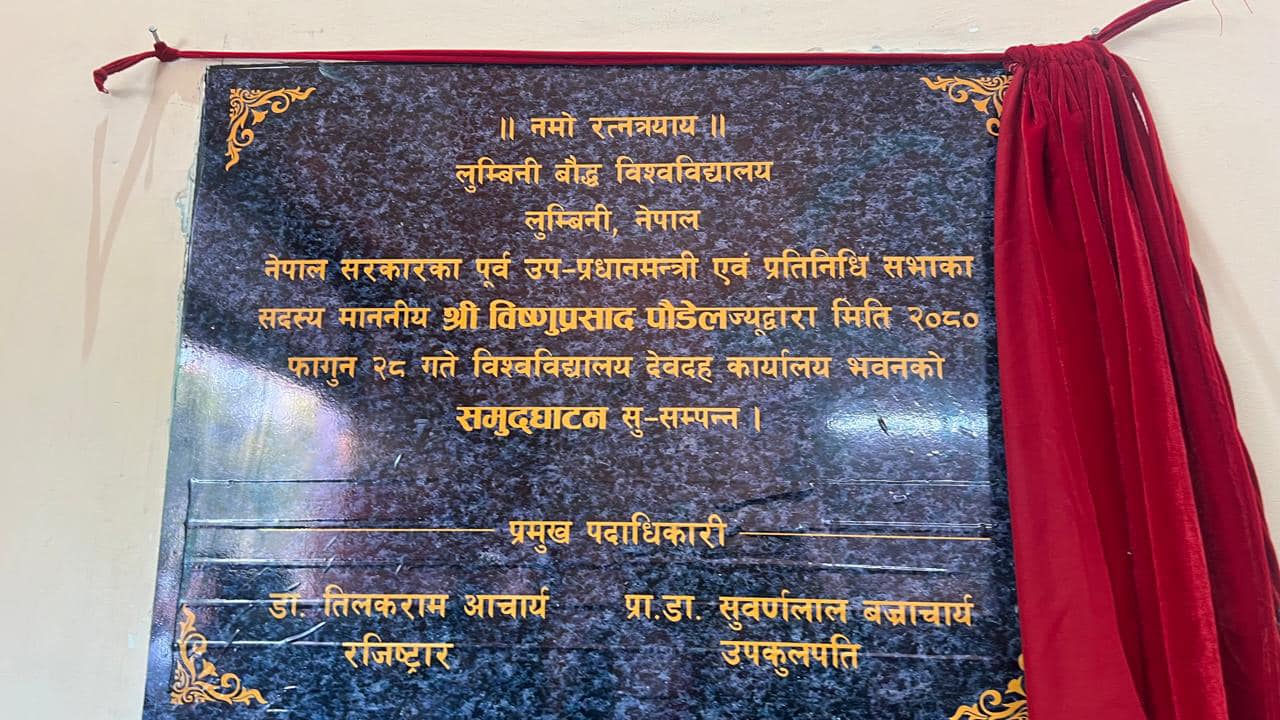 ॥ नमो रत्नत्रयाय ॥
लुम्बिनी बौद्ध विश्वविद्यालय
लुम्बिनी, नेपाल
नेपाल सरकारका पूर्व उप-प्रधानमन्त्री एवं प्रतिनिधि सभाका
सदस्य माननीय श्री विष्णुप्रसाद पौडेलज्यूद्वारा मिति २०८०
फागुन २८ गते विश्वविद्यालय देवदह कार्यालय भवनको
समुद्घाटन सु-सम्पन्न ।
प्रमुख पदाधिकारी
डा. तिलकराम आचार्य प्रा.डा. सुवर्णलाल बज्राचार्य
रजिष्ट्रार उपकुलपति